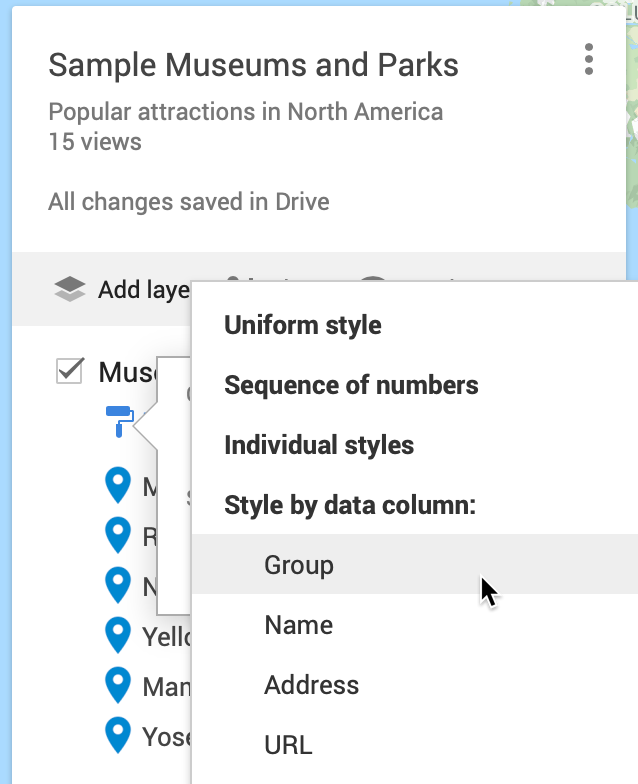 Sample Museums and Parks
Popular attractions in North America
15 views
All changes saved in Drive
Add laye
Uniform style
Sequence of numbers
Individual styles
Style by data column:
Group
Name
Address
URL
Muse
M
R
N
Yello
Man
Yose